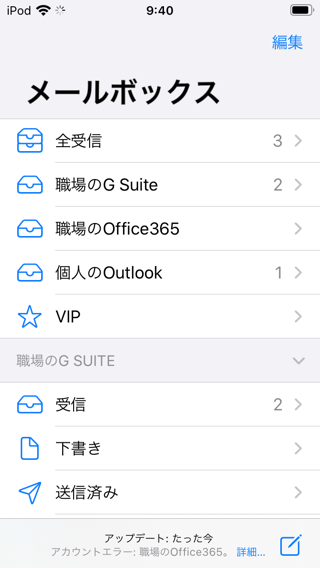 iPod 9:40
編集
メールボックス
全受信 3
職場のG Suite 2
職場のOffice365
個人のOutlook 1
VIP
職場のG SUITE
受信 2
下書き
送信済み
アップデート: たった今
アカウントエラー: 職場のOffice365。 詳細...